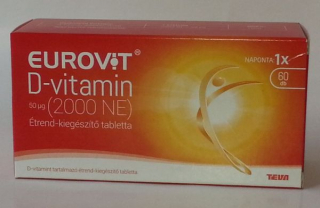 EUROVIT®
D-vitamin
50 µg (2000 NE)
Étrend-kiegészítő tabletta
NAPONTA 1x
60
db
D-vitamint tartalmazó étrend-kiegészítő tabletta
TEVA